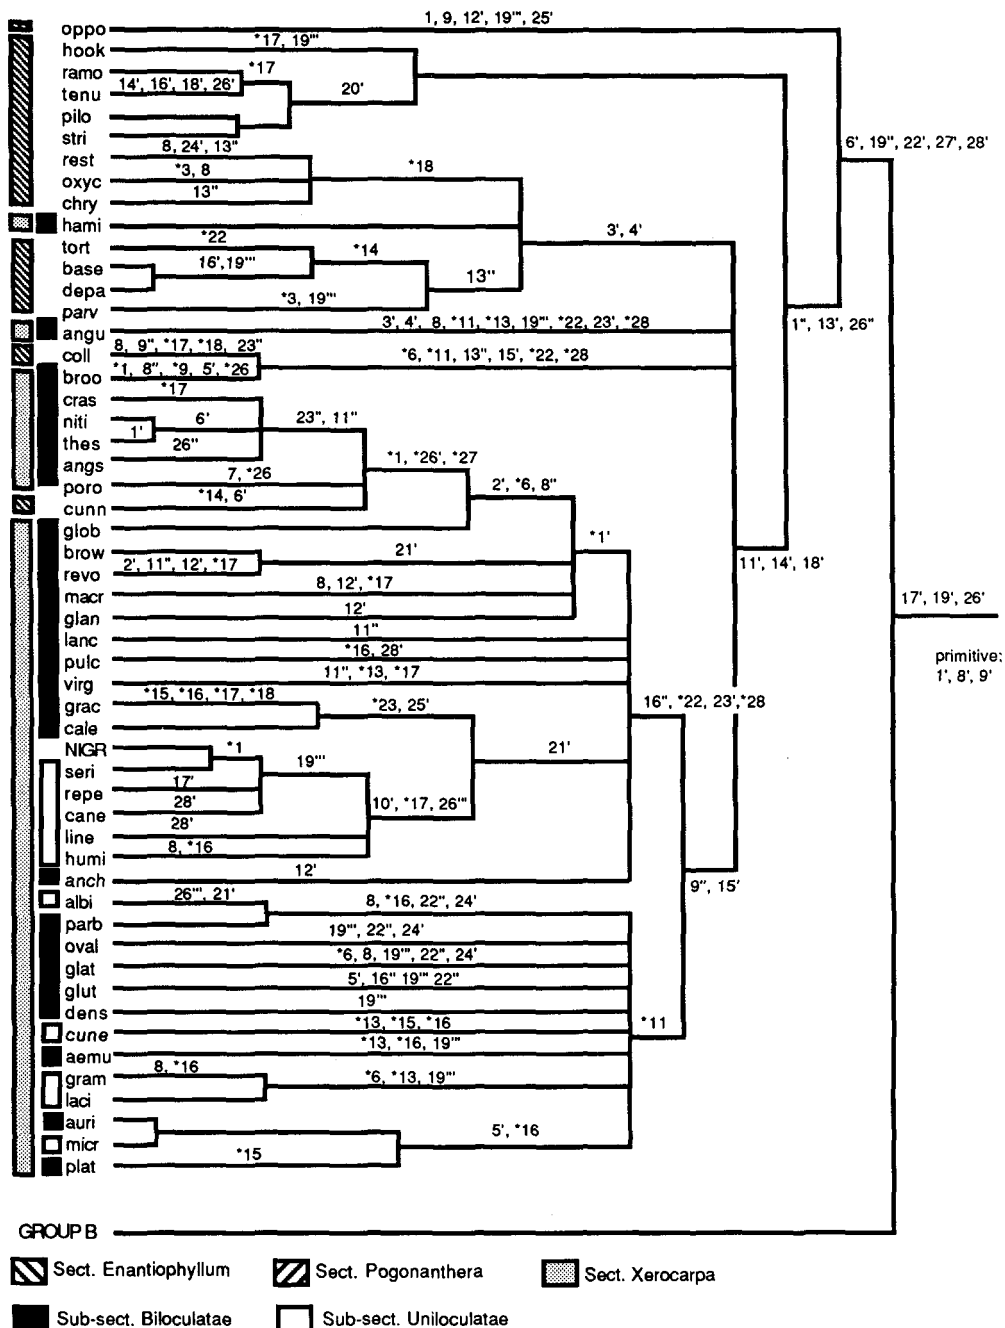 1, 9, 12', 19''', 25'
oppo
*17, 19'''
hook
ramo
*17
14', 16', 18', 26'
tenu
20'
pilo
stri
6', 19'', 22', 27', 28'
8, 24', 13''
rest
*3, 8
*18
oxyc
13''
chry
hami
*22
3', 4'
tort
*14
base
16', 19'''
13''
depa
*3, 19'''
parv
3', 4', 8, *11, *13, 19''', *22, 23', *28
angu
1'', 13', 26''
8, 9'', *17, *18, 23''
coll
*6, *11, 13'', 15', *22, *28
*1, 8'', *9, 5', *26
broo
*17
cras
niti
6'
23'', 11''
1'
thes
26''
angs
*1, *26', *27
7, *26
poro
2', *6, 8''
*14, 6'
cunn
glob
*1'
brow
21'
2', 11'', 12', *17
revo
11', 14', 18'
8, 12', *17
macr
12'
glan
17', 19', 26'
11''
lanc
*16, 28'
pulc
primitive:
1', 8', 9'
11'', *13, *17
virg
*15, *16, *17, *18
grac
*23, 25'
16'', *22, 23', *28
cale
NIGR
*1
21'
seri
19'''
17'
repe
28'
cane
10', *17, 26'''
28'
line
8, *16
humi
12'
anch
9'', 15'
26''', 21'
albi
8, *16, 22'', 24'
parb
19''', 22'', 24'
oval
*6, 8, 19''', 22'', 24'
glat
5', 16'' 19''' 22''
glut
19'''
dens
*13, *15, *16
*11
cune
*13, *16, 19'''
aemu
8, *16
gram
*6, *13, 19'''
laci
auri
5', *16
micr
*15
plat
GROUP B
Sect. Enantiophyllum
Sect. Pogonanthera
Sect. Xerocarpa
Sub-sect. Biloculatae
Sub-sect. Uniloculatae